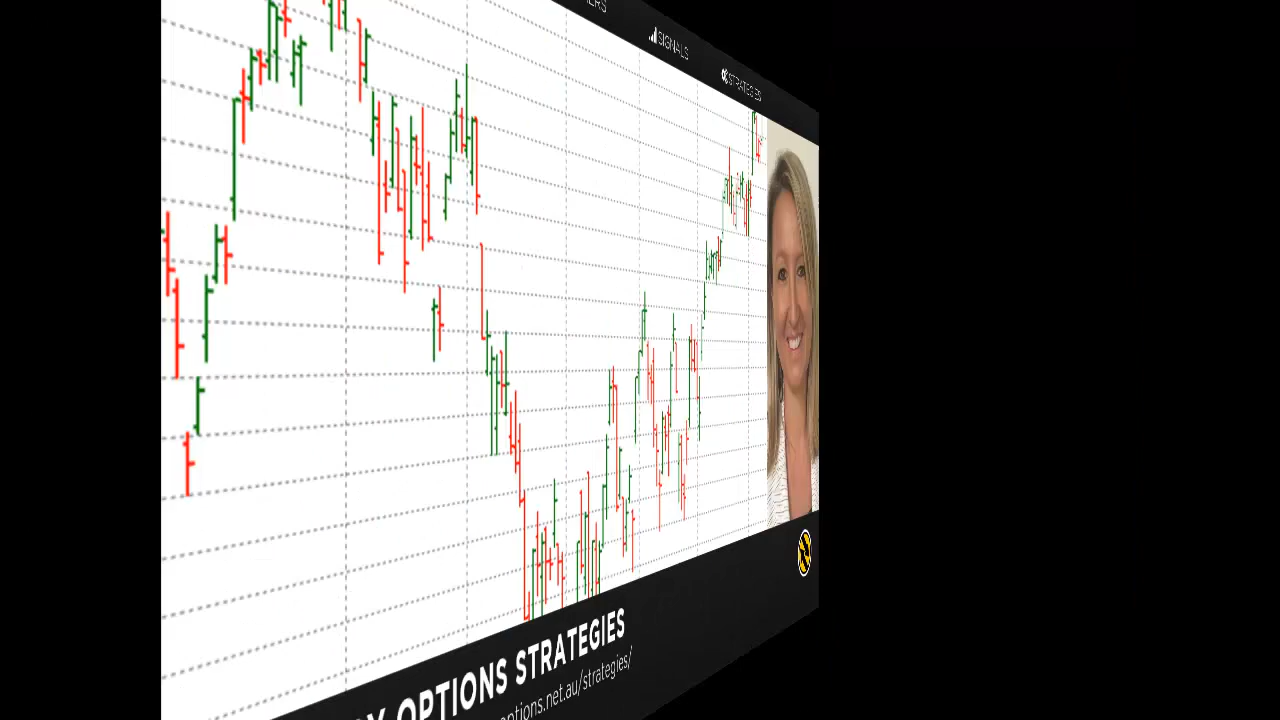 SIGNALS
STRATEGIES
OPTIONS STRATEGIES
options.net.au/strategies/